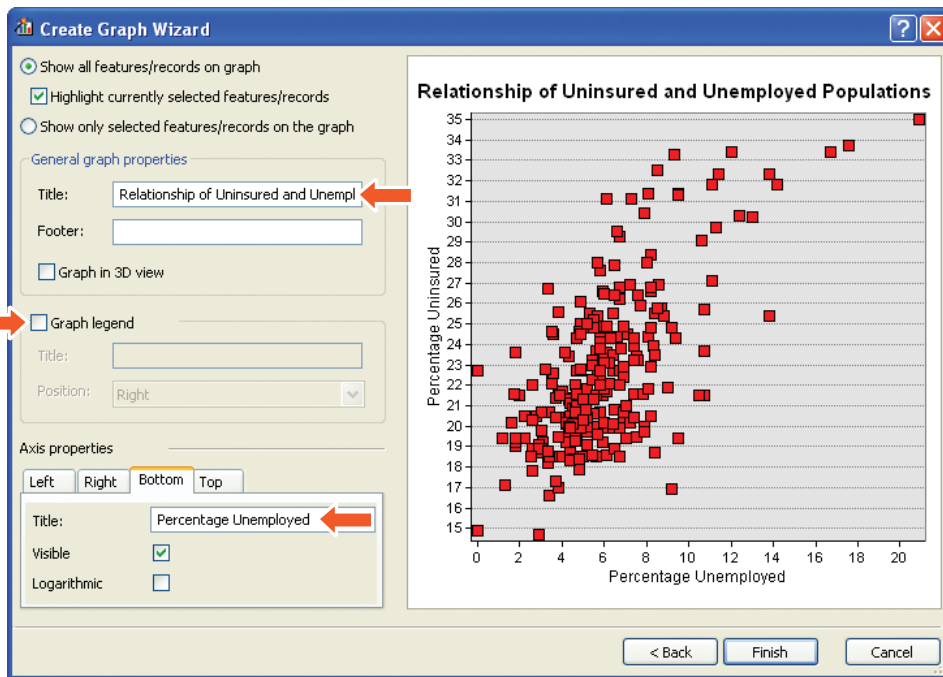 Create Graph Wizard
Show all features/records on graph
Highlight currently selected features/records
Show only selected features/records on the graph
General graph properties
Title: Relationship of Uninsured and Unempl
Footer:
Graph in 3D view
Graph legend
Title:
Position: Right
Axis properties
Left Right Bottom Top
Title: Percentage Unemployed
Visible
Logarithmic
Relationship of Uninsured and Unemployed Populations
Percentage Uninsured
35
34
33
32
31
30
29
28
27
26
25
24
23
22
21
20
19
18
17
16
15
0 2 4 6 8 10 12 14 16 18 20
Percentage Unemployed
< Back Finish Cancel